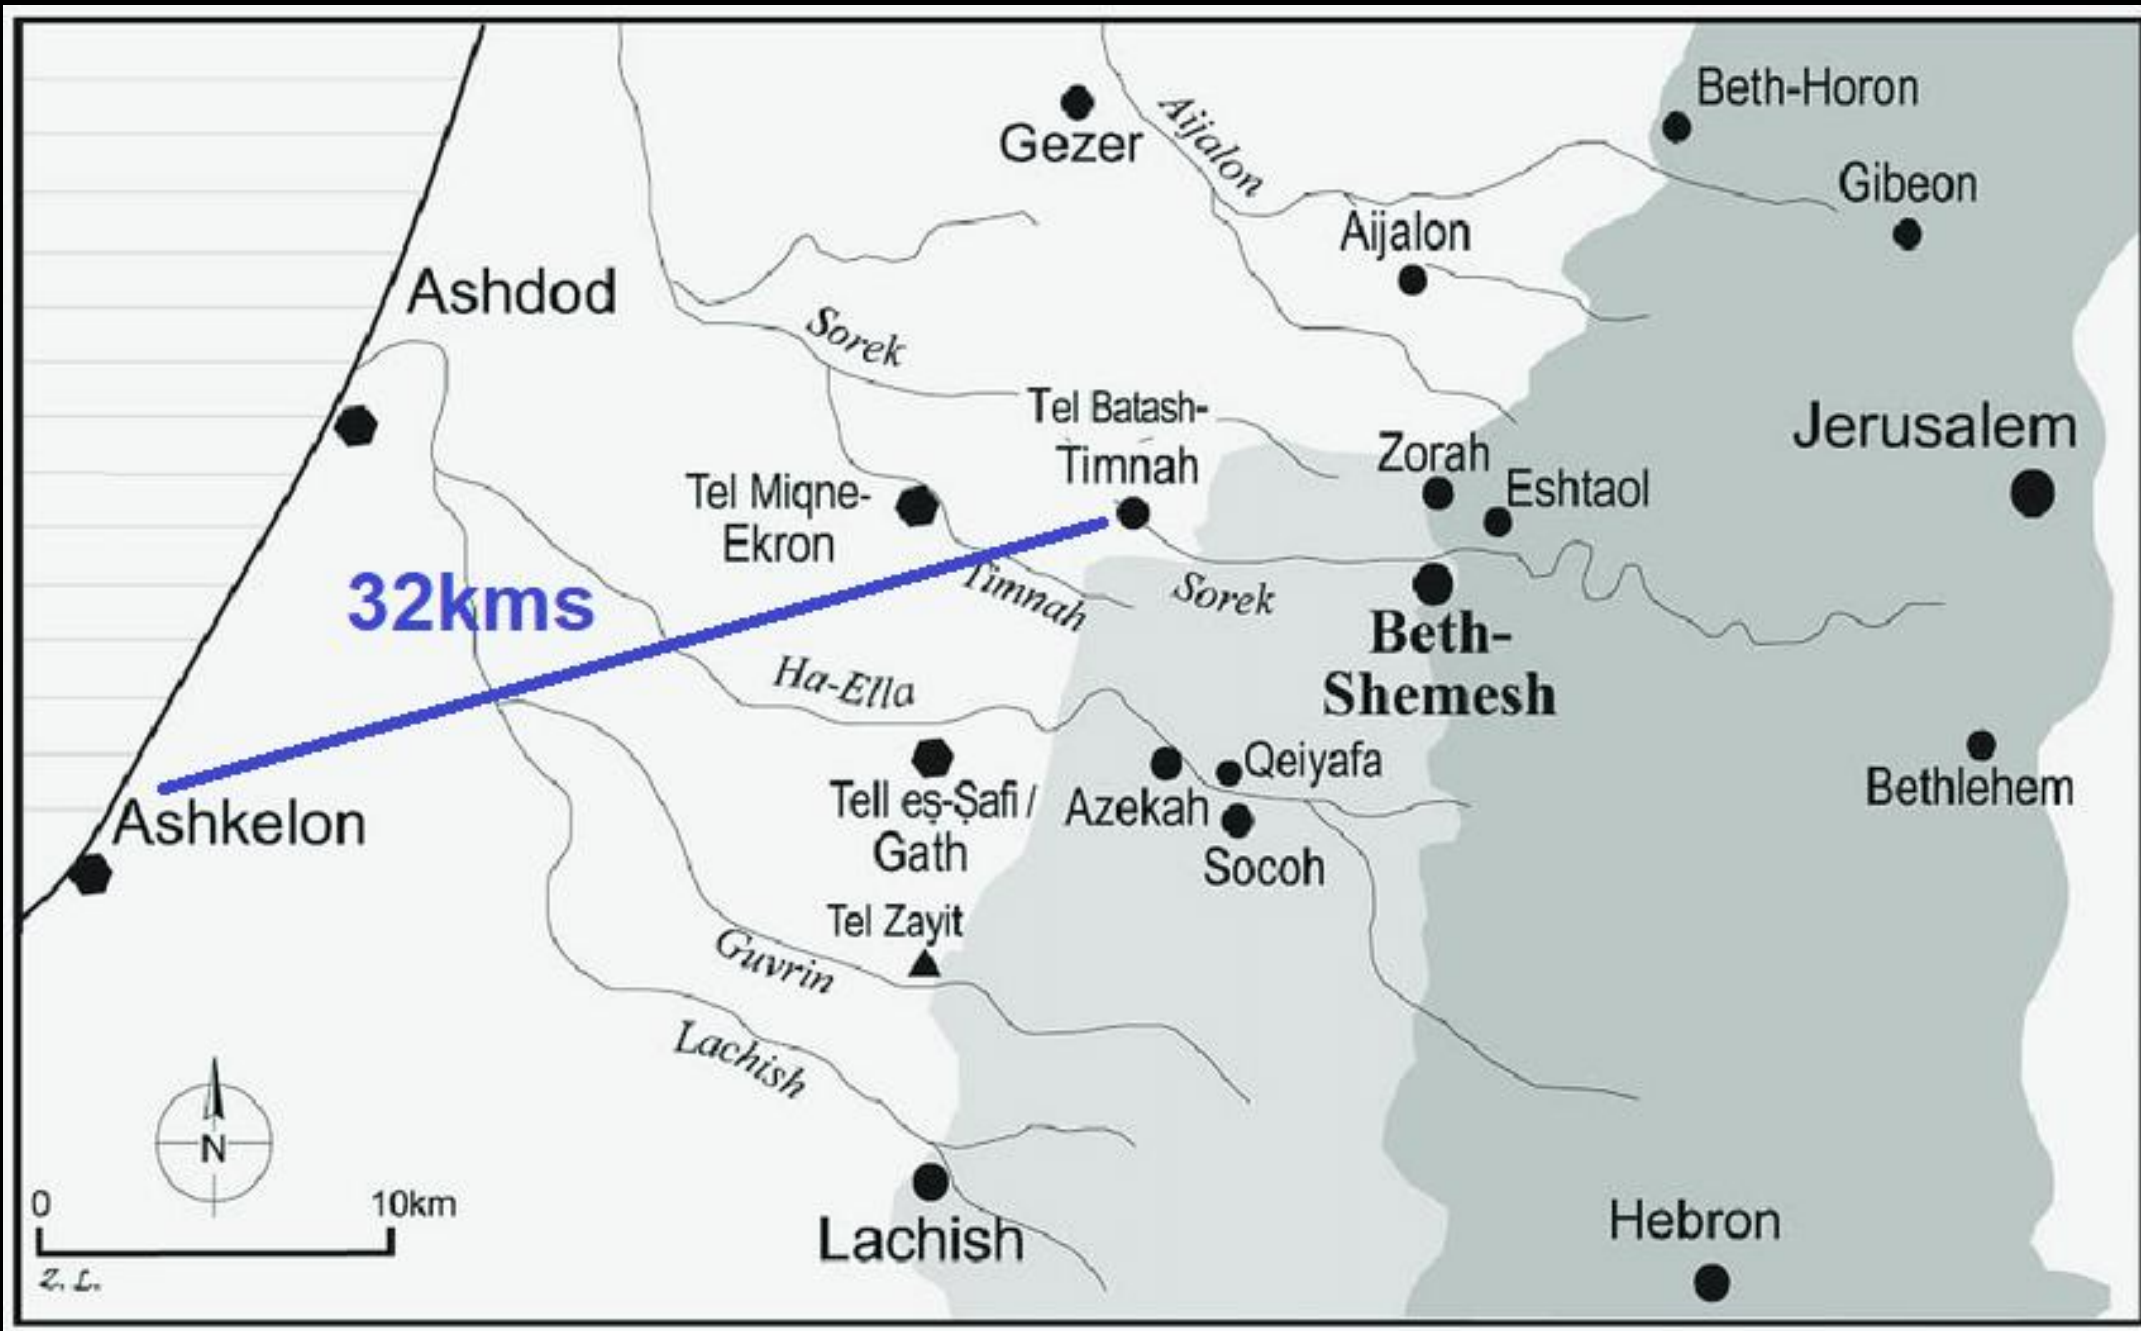 Beth-Horon
Gezer
Aijalon
Gibeon
Aijalon
Ashdod
Sorek
Tel Batash-
Timnah
Zorah
Jerusalem
Eshtaol
Tel Miqne-
Ekron
32kms
Timnah
Sorek
Beth-
Shemesh
Ha-Ella
Qeiyafa
Tell eṣ-Ṣafi /
Gath
Azekah
Socoh
Bethlehem
Ashkelon
Tel Zayit
Guvrin
Lachish
N
0 10km
Z. L.
Lachish
Hebron